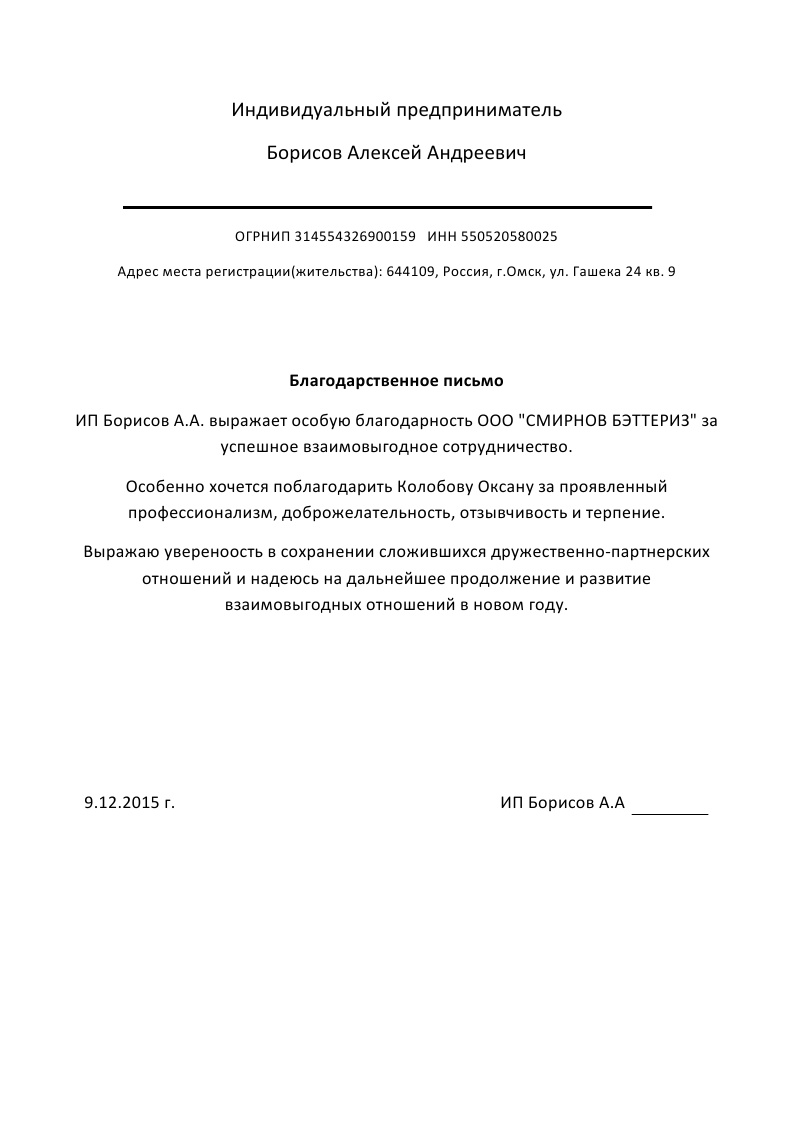 Индивидуальный предприниматель
Борисов Алексей Андреевич
ОГРНИП 314554326900159 ИНН 550520580025
Адрес места регистрации(жительства): 644109, Россия, г.Омск, ул. Гашека 24 кв. 9
Благодарственное письмо
ИП Борисов А.А. выражает особую благодарность ООО "СМИРНОВ БЭТТЕРИЗ" за
успешное взаимовыгодное сотрудничество.
Особенно хочется поблагодарить Колобову Оксану за проявленный
профессионализм, доброжелательность, отзывчивость и терпение.
Выражаю увереноость в сохранении сложившихся дружественно-партнерских
отношений и надеюсь на дальнейшее продолжение и развитие
взаимовыгодных отношений в новом году.
9.12.2015 г. ИП Борисов А.А ________